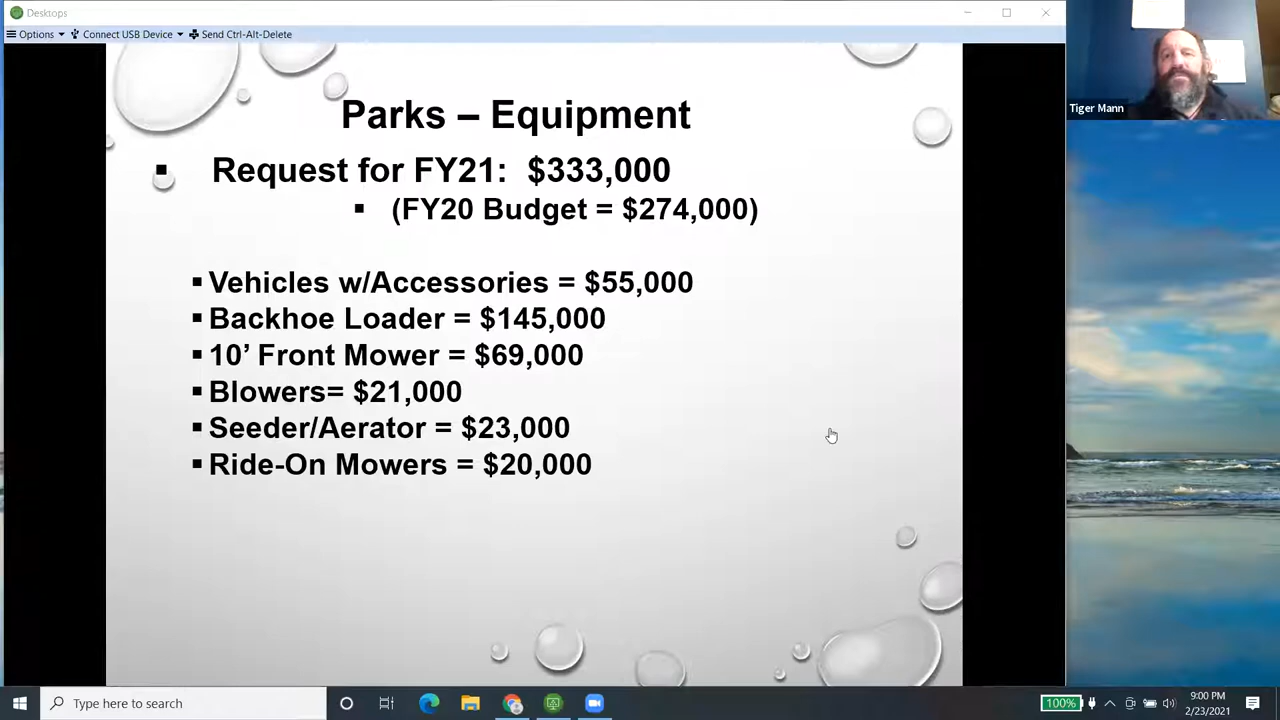 Desktops
Options Connect USB Device Send Ctrl-Alt-Delete
Tiger Mann
Parks – Equipment
▪ Request for FY21: $333,000
▪ (FY20 Budget = $274,000)
▪ Vehicles w/Accessories = $55,000
▪ Backhoe Loader = $145,000
▪ 10’ Front Mower = $69,000
▪ Blowers= $21,000
▪ Seeder/Aerator = $23,000
▪ Ride-On Mowers = $20,000
Type here to search
100%
9:00 PM
2/23/2021